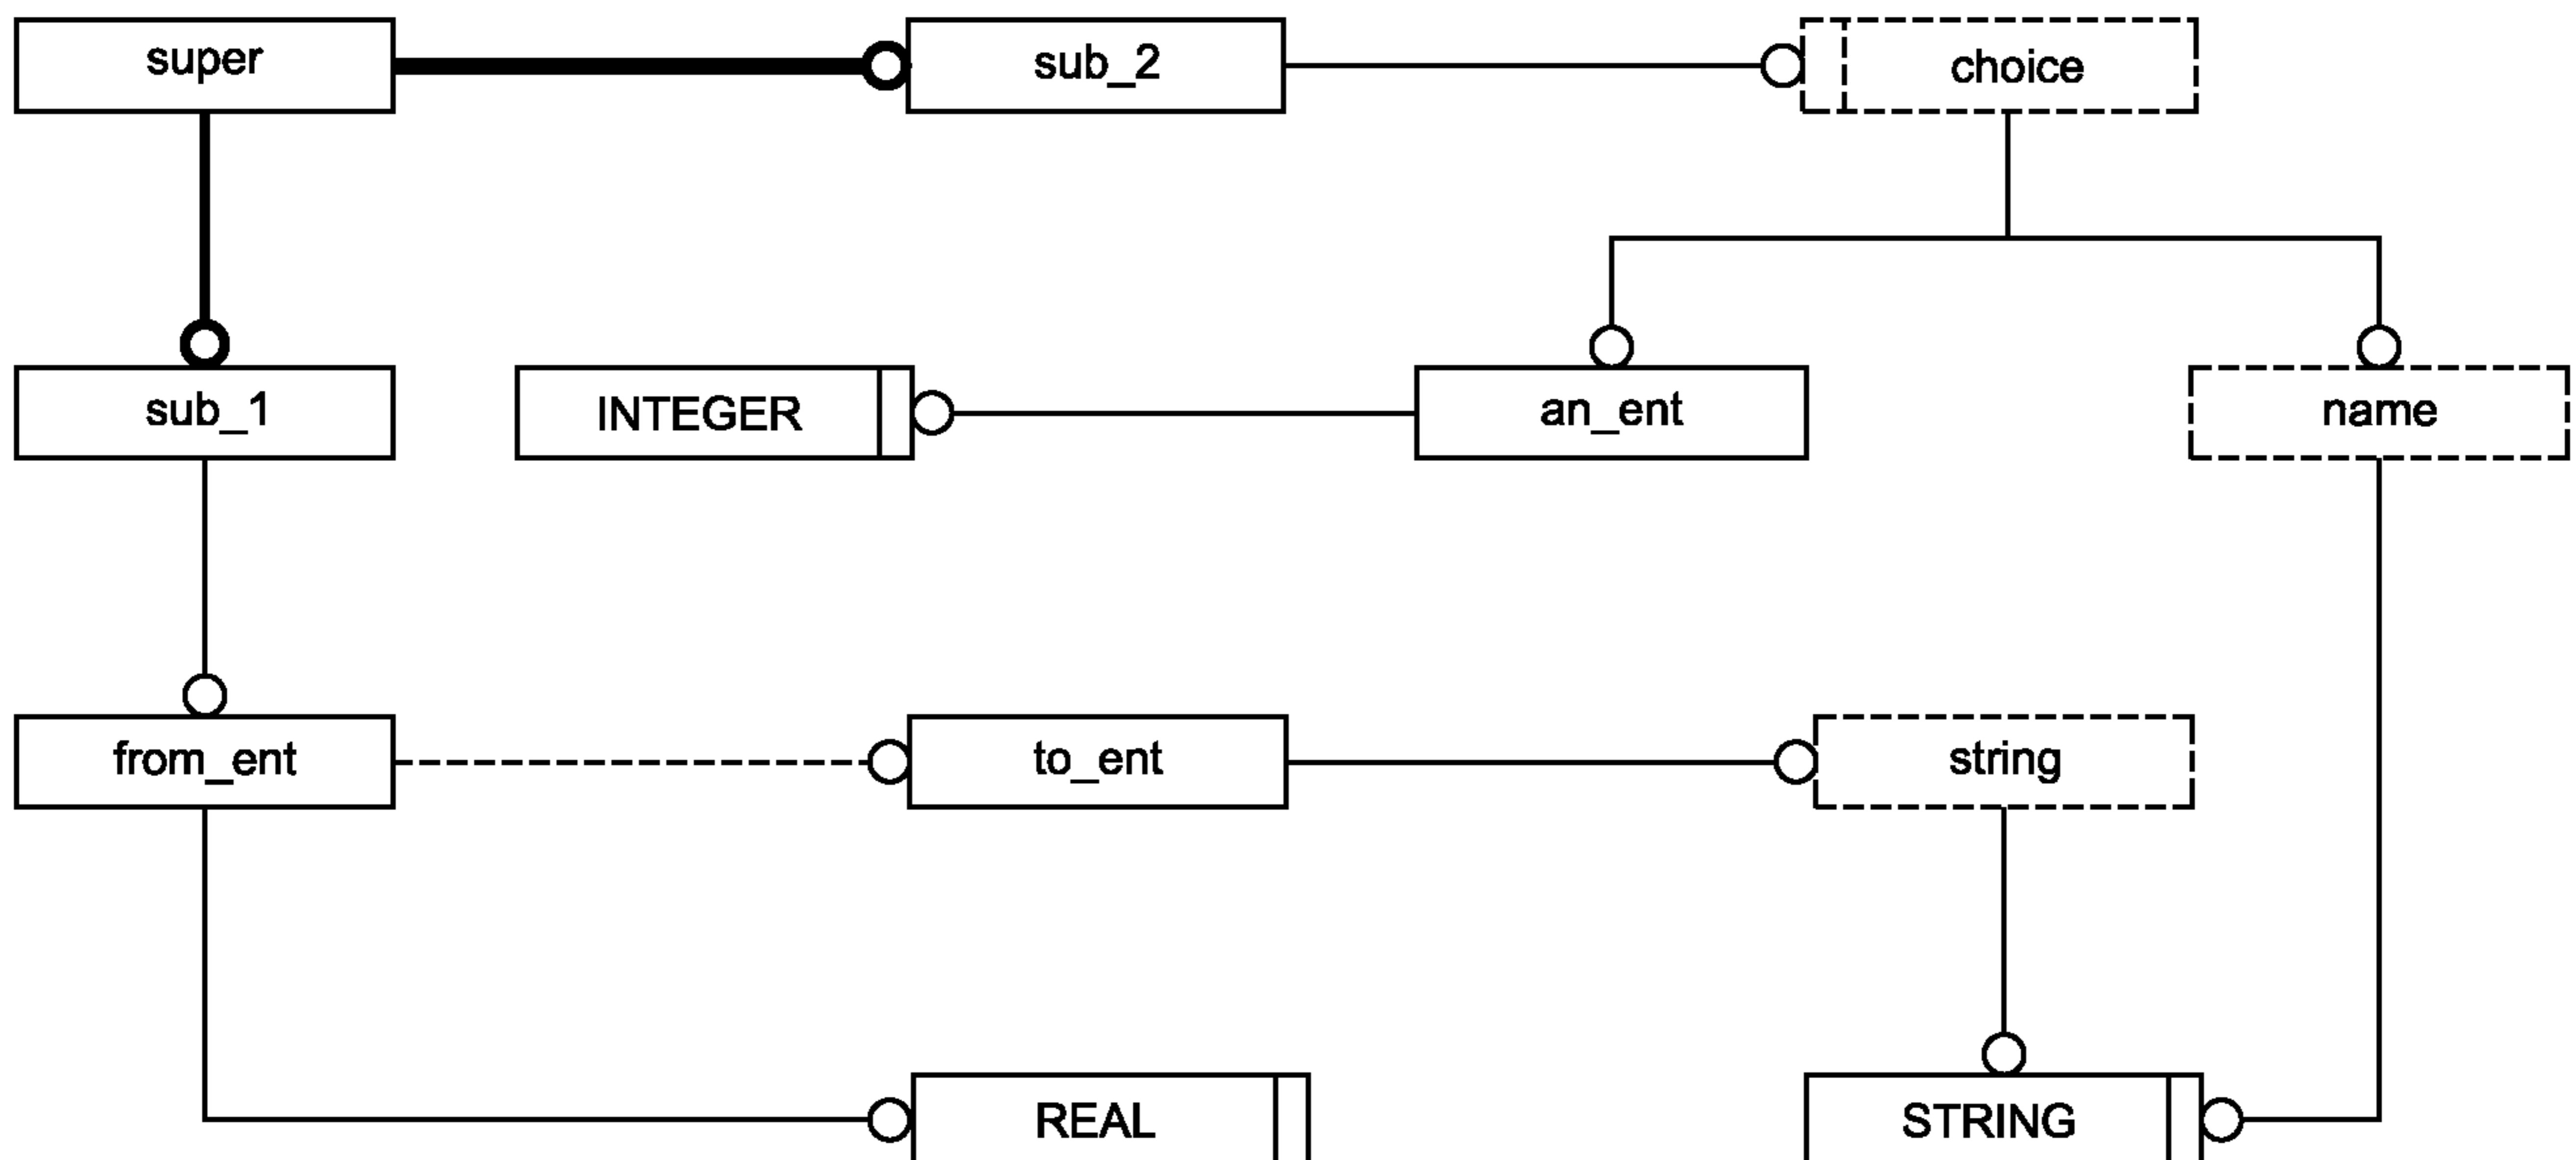 super
sub_2
choice
sub_1
INTEGER
an_ent
name
from_ent
to_ent
string
REAL
STRING